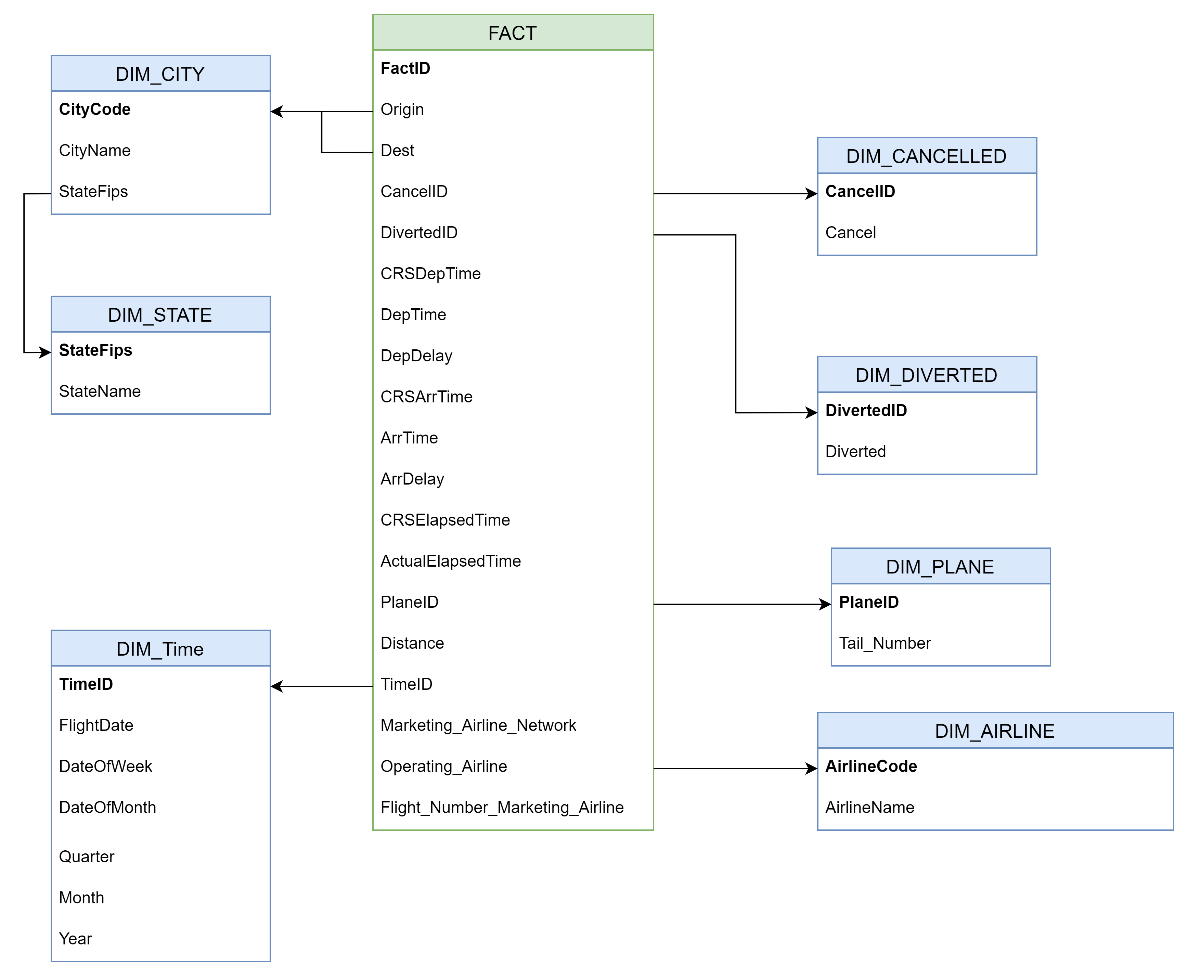 FACT
FactID
Origin
Dest
CancelID
DivertedID
CRSDepTime
DepTime
DepDelay
CRSArrTime
ArrTime
ArrDelay
CRSElapsedTime
ActualElapsedTime
PlaneID
Distance
TimeID
Marketing_Airline_Network
Operating_Airline
Flight_Number_Marketing_Airline
DIM_CITY
CityCode
CityName
StateFips
DIM_STATE
StateFips
StateName
DIM_Time
TimeID
FlightDate
DateOfWeek
DateOfMonth
Quarter
Month
Year
DIM_CANCELLED
CancelID
Cancel
DIM_DIVERTED
DivertedID
Diverted
DIM_PLANE
PlaneID
Tail_Number
DIM_AIRLINE
AirlineCode
AirlineName